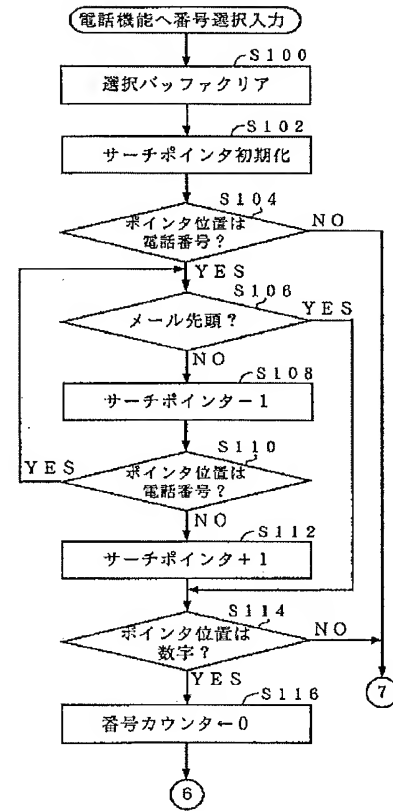 電話機能へ番号選択入力
S100
選択バッファクリア
S102
サーチポインタ初期化
S104
ポインタ位置は
電話番号?
NO
YES
S106
メール先頭?
YES
NO
S108
サーチポインタ-1
S110
YES
ポインタ位置は
電話番号?
NO
S112
サーチポインタ+1
S114
ポインタ位置は
数字?
NO
YES
S116
7
番号カウンタ←0
6